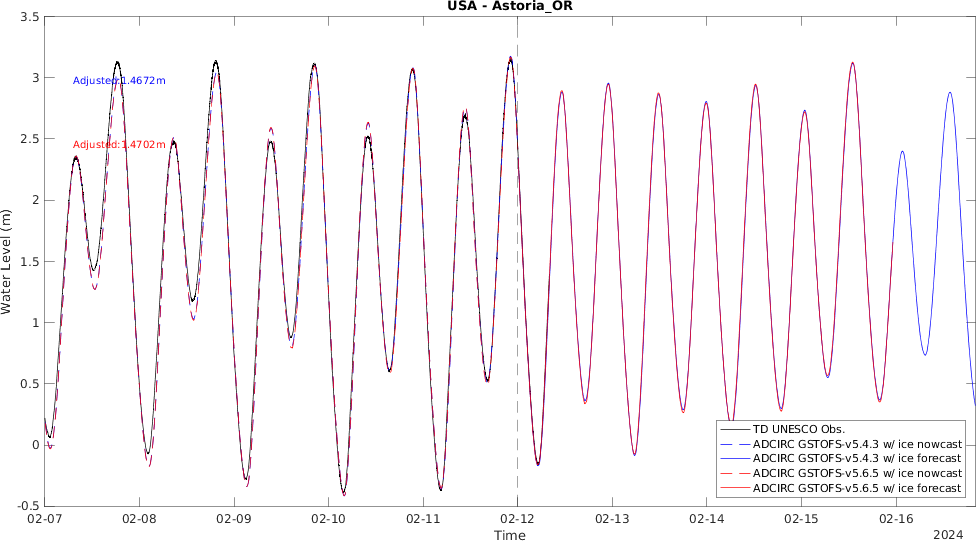 USA - Astoria_OR
Water Level (m)
3.5
3
2.5
2
1.5
1
0.5
0
-0.5
Adjusted:1.4672m
Adjusted:1.4702m
TD UNESCO Obs.
ADCIRC GSTOFS-v5.4.3 w/ ice nowcast
ADCIRC GSTOFS-v5.4.3 w/ ice forecast
ADCIRC GSTOFS-v5.6.5 w/ ice nowcast
ADCIRC GSTOFS-v5.6.5 w/ ice forecast
02-07 02-08 02-09 02-10 02-11 02-12 02-13 02-14 02-15 02-16
Time
2024